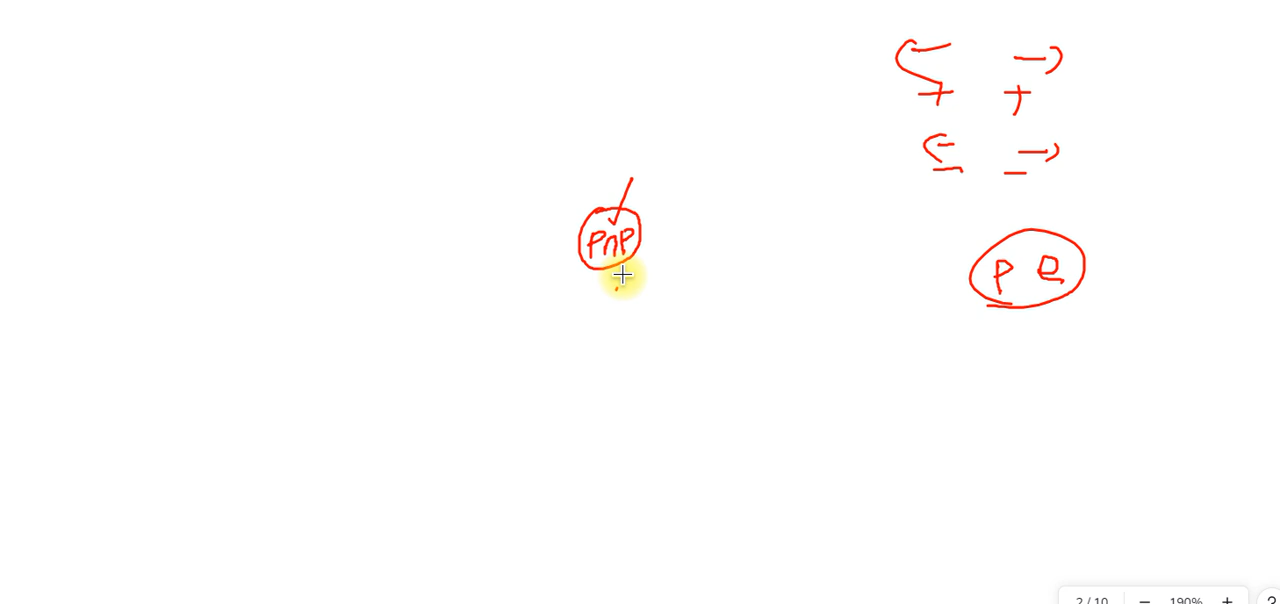 + +
- -
PnP
P e
2 / 10 − 190% +